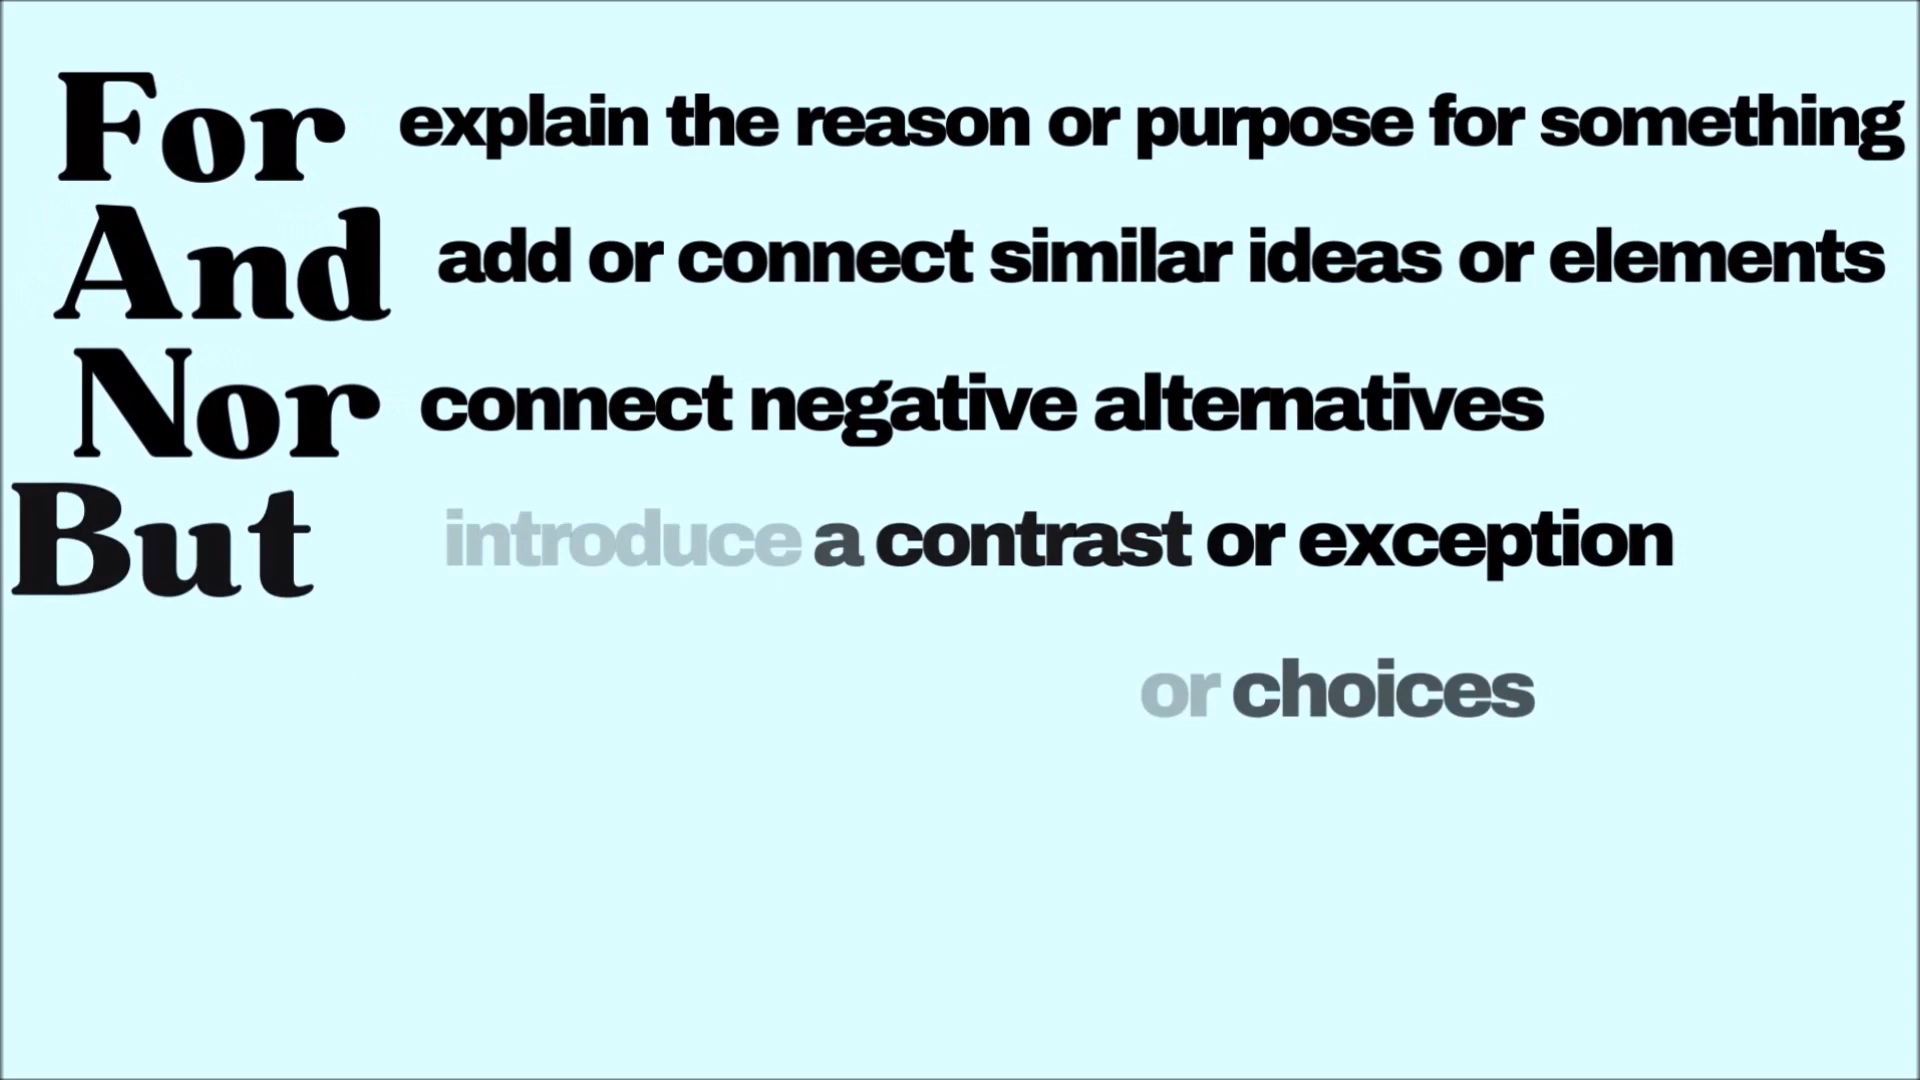 For explain the reason or purpose for something
And add or connect similar ideas or elements
Nor connect negative alternatives
But introduce a contrast or exception
or choices